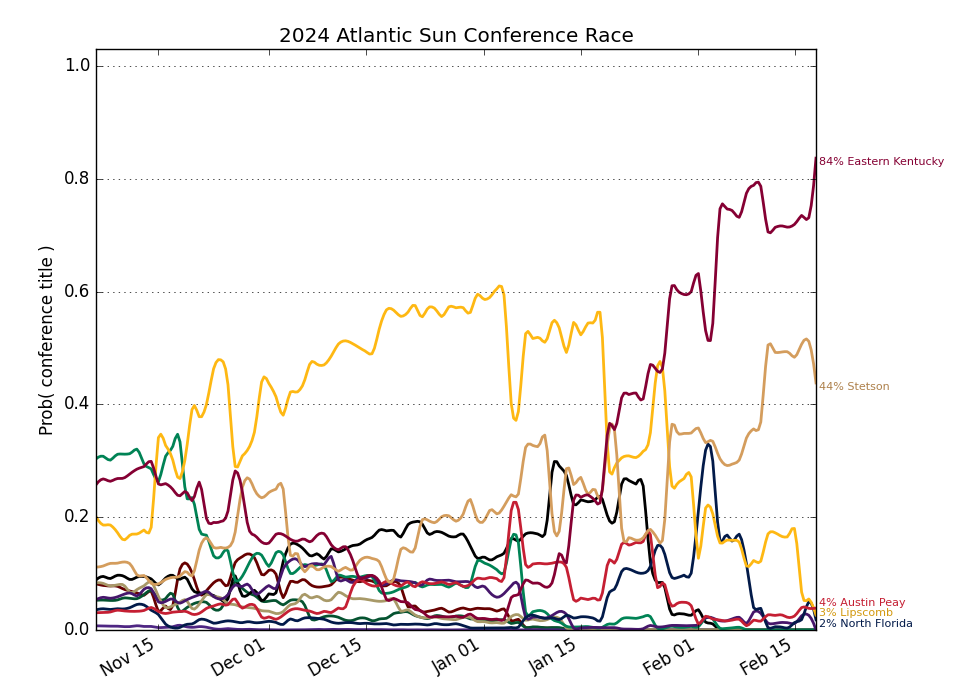 2024 Atlantic Sun Conference Race
1.0
0.8
0.6
0.4
0.2
0.0
Prob( conference title )
84% Eastern Kentucky
44% Stetson
4% Austin Peay
3% Lipscomb
2% North Florida
Nov 15
Dec 01
Dec 15
Jan 01
Jan 15
Feb 01
Feb 15